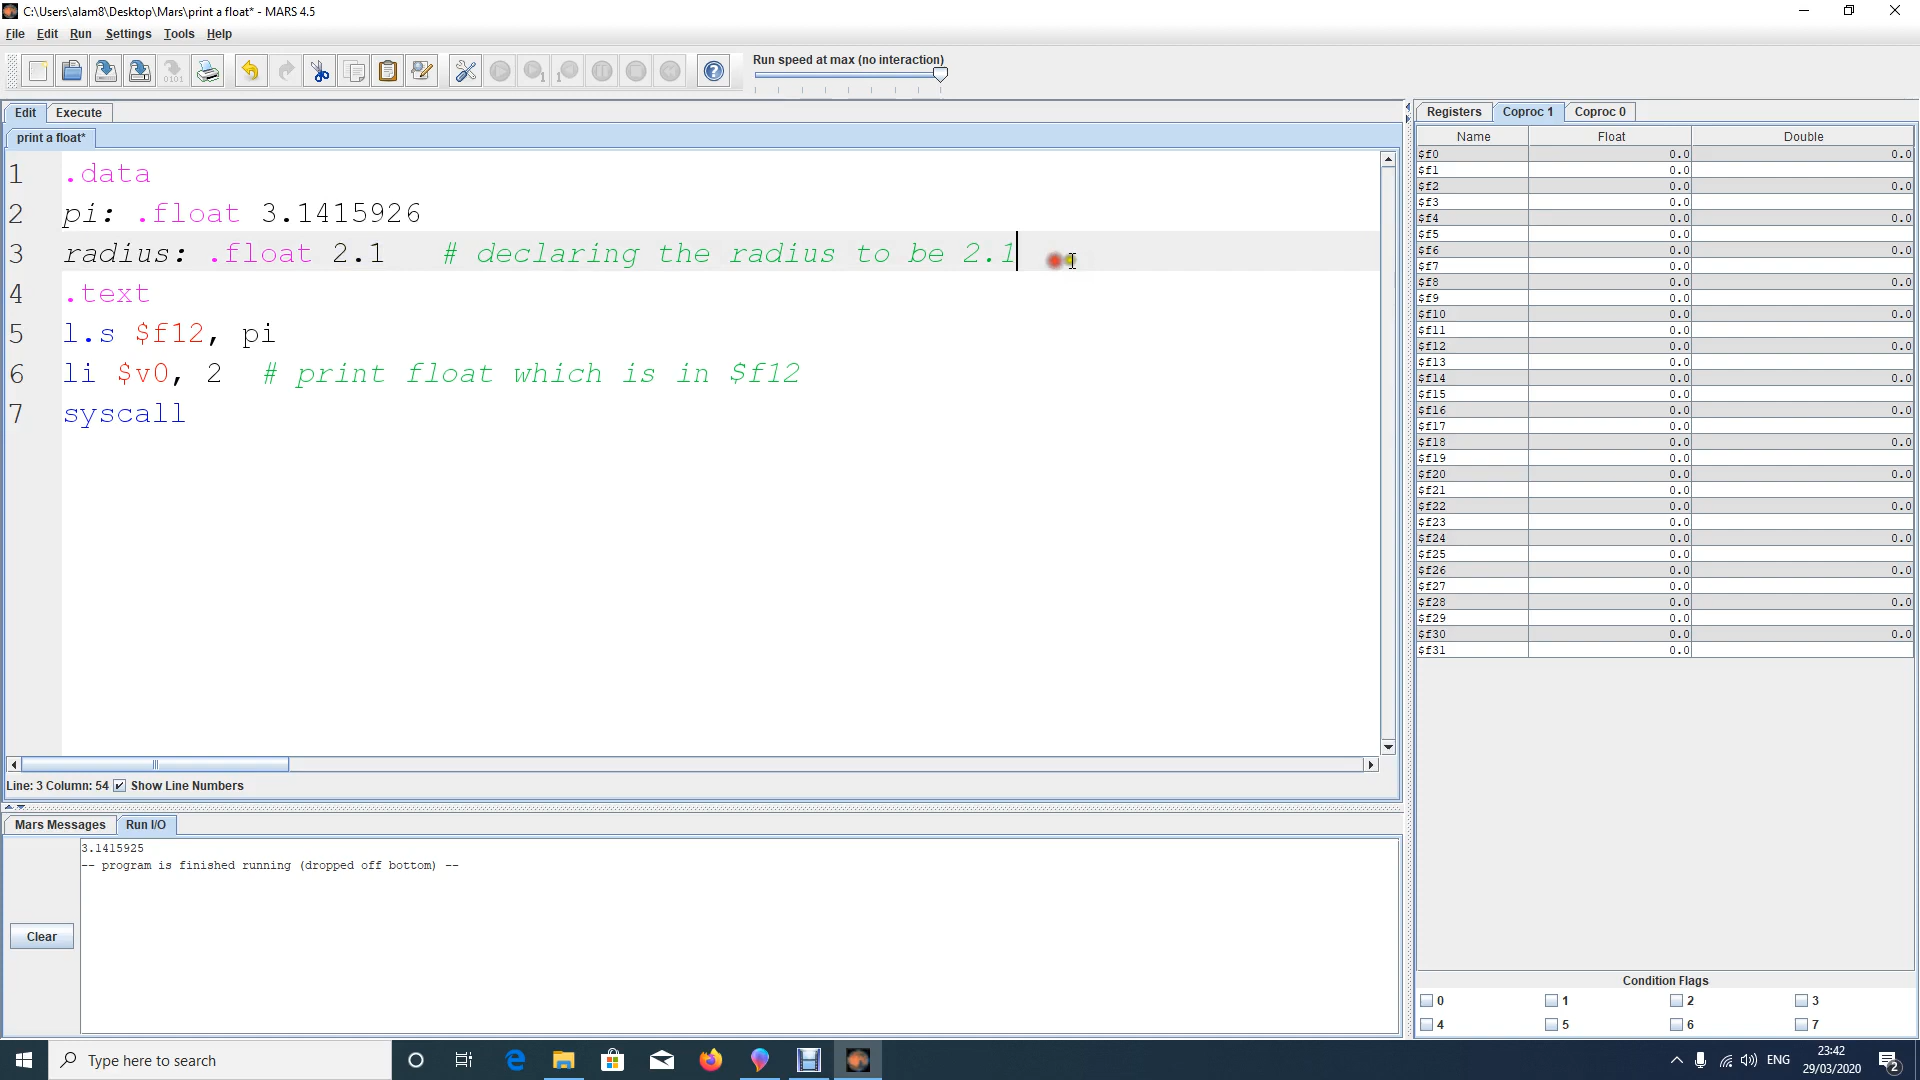 C:\Users\alam8\Desktop\Mars\print a float* - MARS 4.5
File Edit Run Settings Tools Help
Run speed at max (no interaction)
Edit Execute
print a float*
1 .data
2 pi: .float 3.1415926
3 radius: .float 2.1 # declaring the radius to be 2.1
4 .text
5 l.s $f12, pi
6 li $v0, 2 # print float which is in $f12
7 syscall
Line: 3 Column: 54 Show Line Numbers
Mars Messages Run I/O
3.1415925
-- program is finished running (dropped off bottom) --
Clear
Registers Coproc 1 Coproc 0
Name Float Double
$f0 0.0 0.0
$f1 0.0
$f2 0.0 0.0
$f3 0.0
$f4 0.0 0.0
$f5 0.0
$f6 0.0 0.0
$f7 0.0
$f8 0.0 0.0
$f9 0.0
$f10 0.0 0.0
$f11 0.0
$f12 0.0 0.0
$f13 0.0
$f14 0.0 0.0
$f15 0.0
$f16 0.0 0.0
$f17 0.0
$f18 0.0 0.0
$f19 0.0
$f20 0.0 0.0
$f21 0.0
$f22 0.0 0.0
$f23 0.0
$f24 0.0 0.0
$f25 0.0
$f26 0.0 0.0
$f27 0.0
$f28 0.0 0.0
$f29 0.0
$f30 0.0 0.0
$f31 0.0
Condition Flags
0 1 2 3
4 5 6 7
Type here to search
ENG
23:42
29/03/2020
2